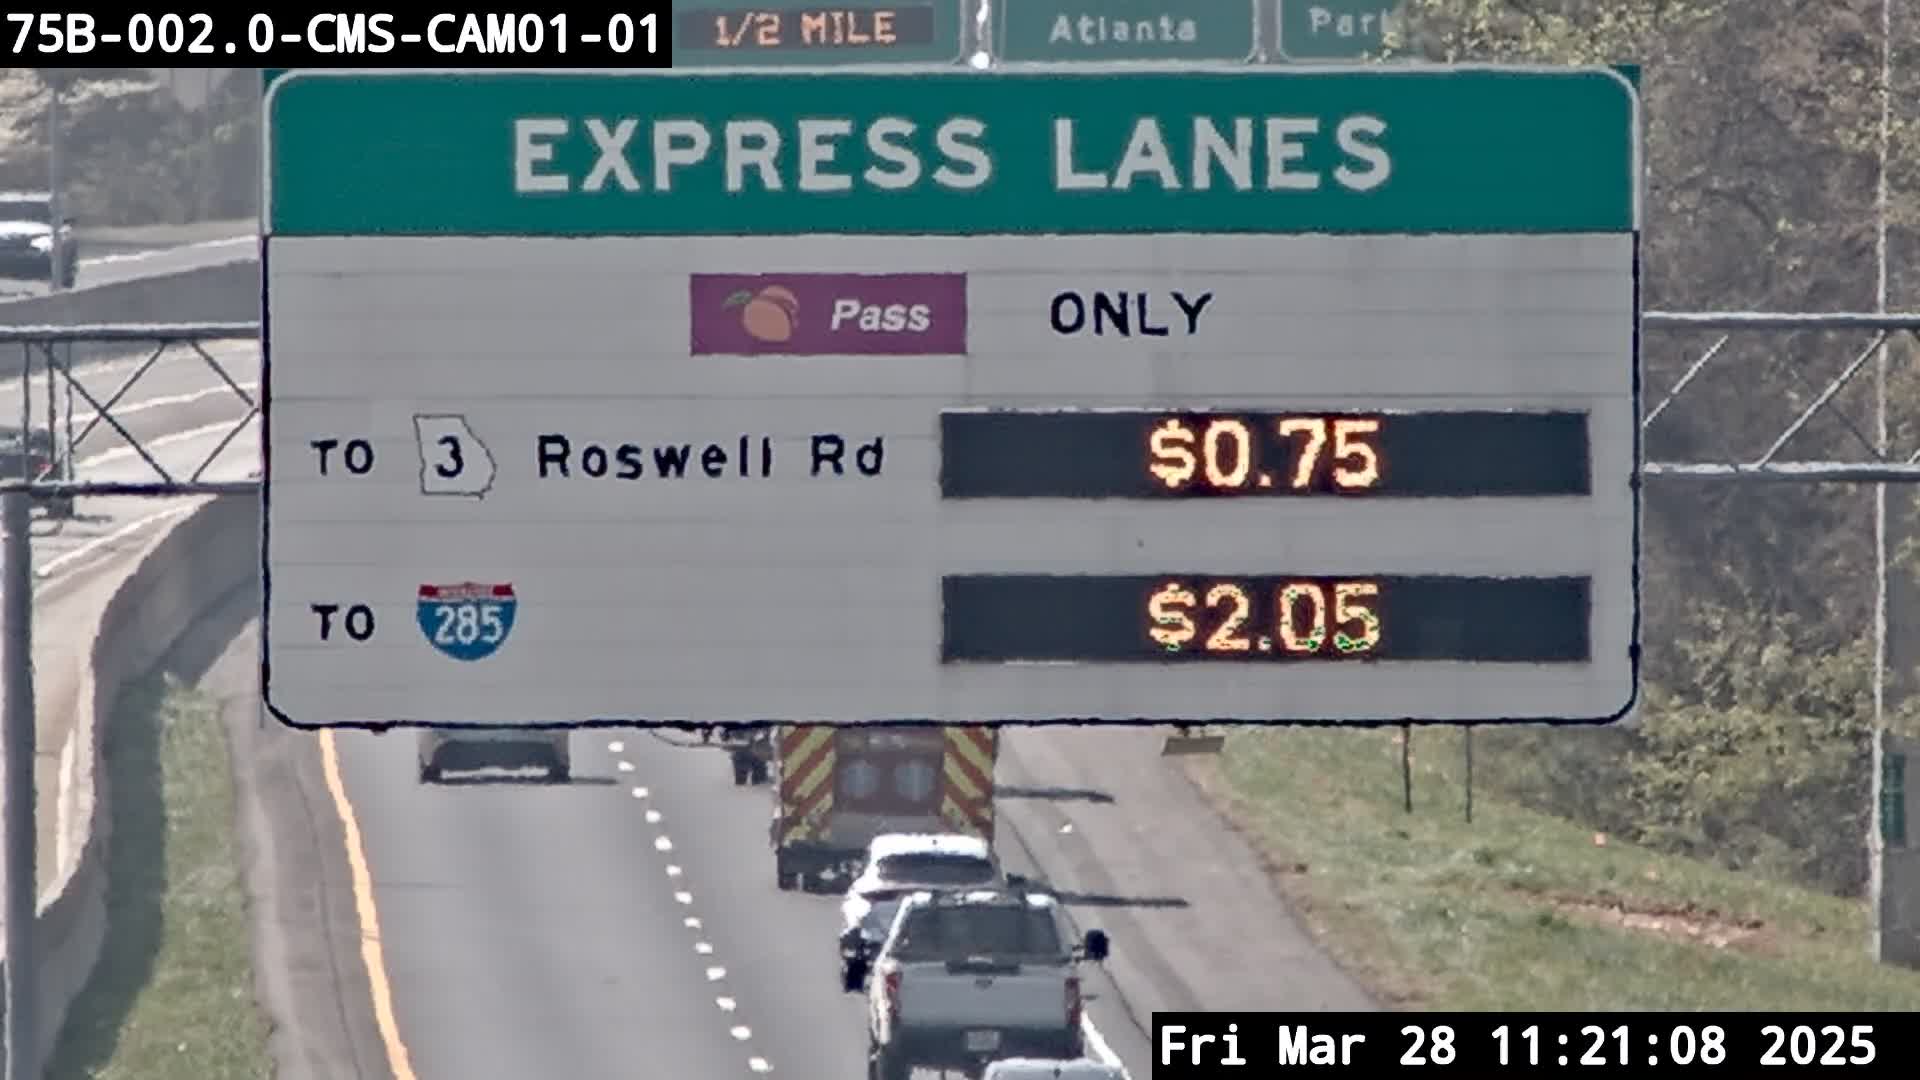 75B-002.0-CMS-CAM01-01
1/2 MILE
Atlanta
EXPRESS LANES
Pass ONLY
TO 3 Roswell Rd $0.75
TO INTERSTATE 285 $2.05
Fri Mar 28 11:21:08 2025